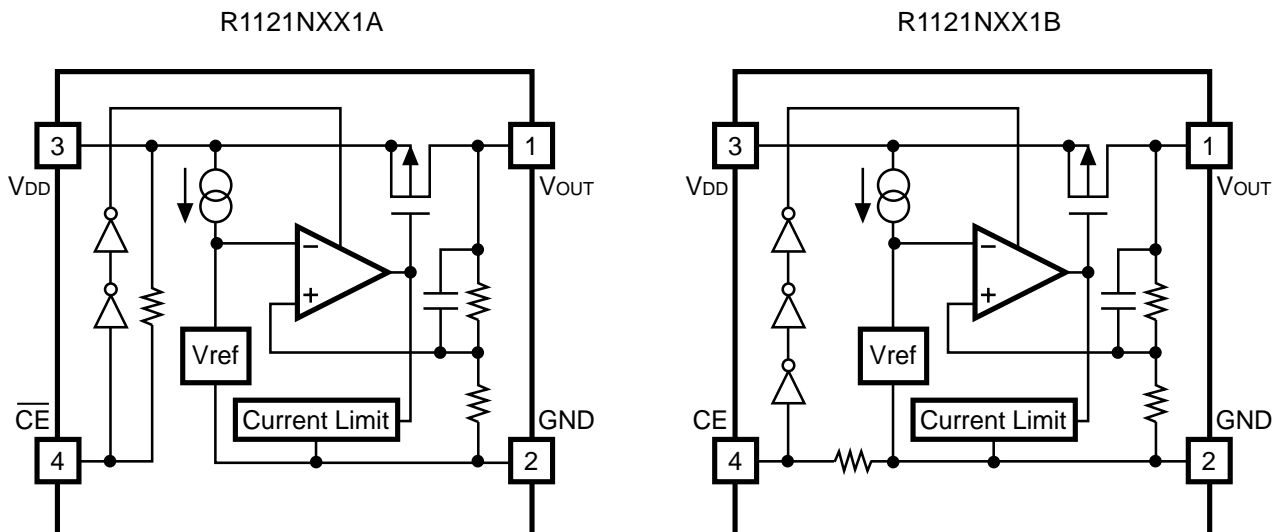 R1121NXX1A
3
VDD
1
VOUT
−
+
Vref
CE
Current Limit
GND
4
2
R1121NXX1B
3
VDD
1
VOUT
−
+
Vref
CE
Current Limit
GND
4
2